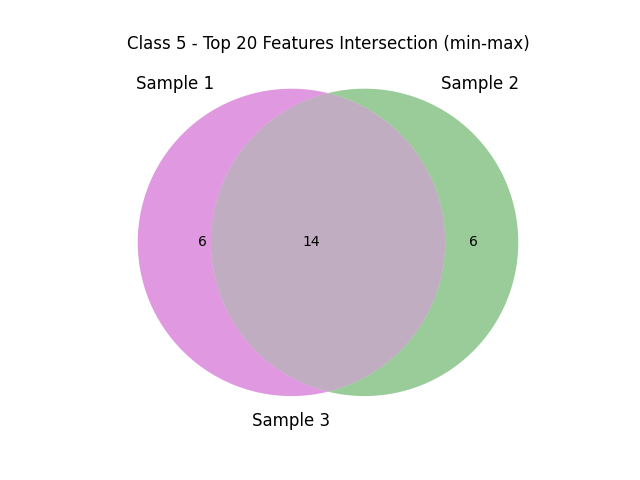 Class 5 - Top 20 Features Intersection (min-max)
Sample 1
Sample 2
6
14
6
Sample 3